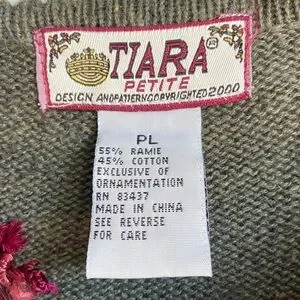 TIARA ®
PETITE
DESIGN AND PATTERN COPYRIGHTED 2000
PL
55% RAMIE
45% COTTON
EXCLUSIVE OF
ORNAMENTATION
RN 83437
MADE IN CHINA
SEE REVERSE
FOR CARE